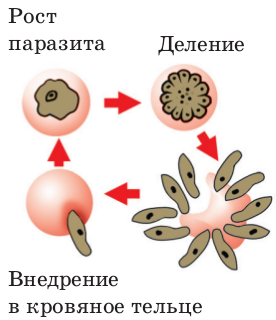 Рост
паразита
Деление
Внедрение
в кровяное тельце